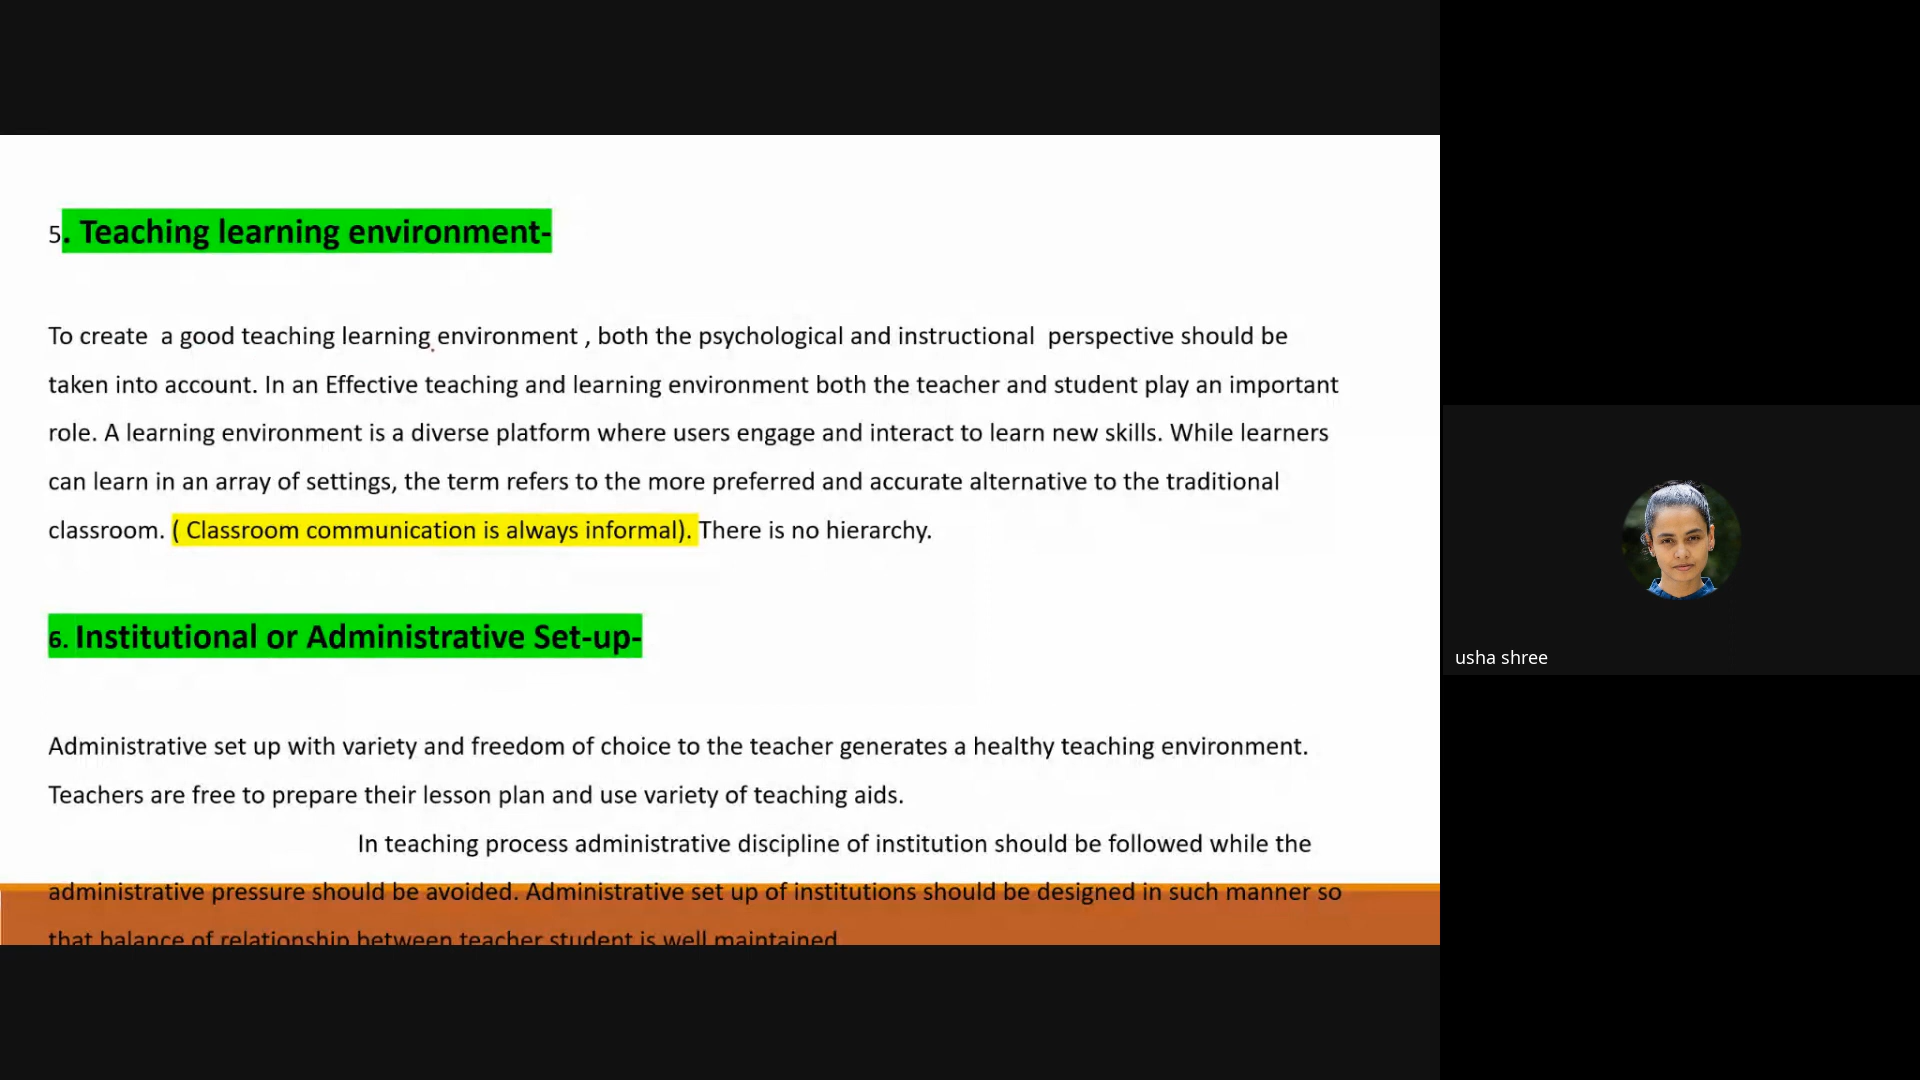 5. Teaching learning environment-
To create  a good teaching learning environment , both the psychological and instructional  perspective should be
taken into account. In an Effective teaching and learning environment both the teacher and student play an important
role. A learning environment is a diverse platform where users engage and interact to learn new skills. While learners
can learn in an array of settings, the term refers to the more preferred and accurate alternative to the traditional
classroom. ( Classroom communication is always informal). There is no hierarchy.
6. Institutional or Administrative Set-up-
Administrative set up with variety and freedom of choice to the teacher generates a healthy teaching environment.
Teachers are free to prepare their lesson plan and use variety of teaching aids.
In teaching process administrative discipline of institution should be followed while the
administrative pressure should be avoided. Administrative set up of institutions should be designed in such manner so
that balance of relationship between teacher student is well maintained
usha shree